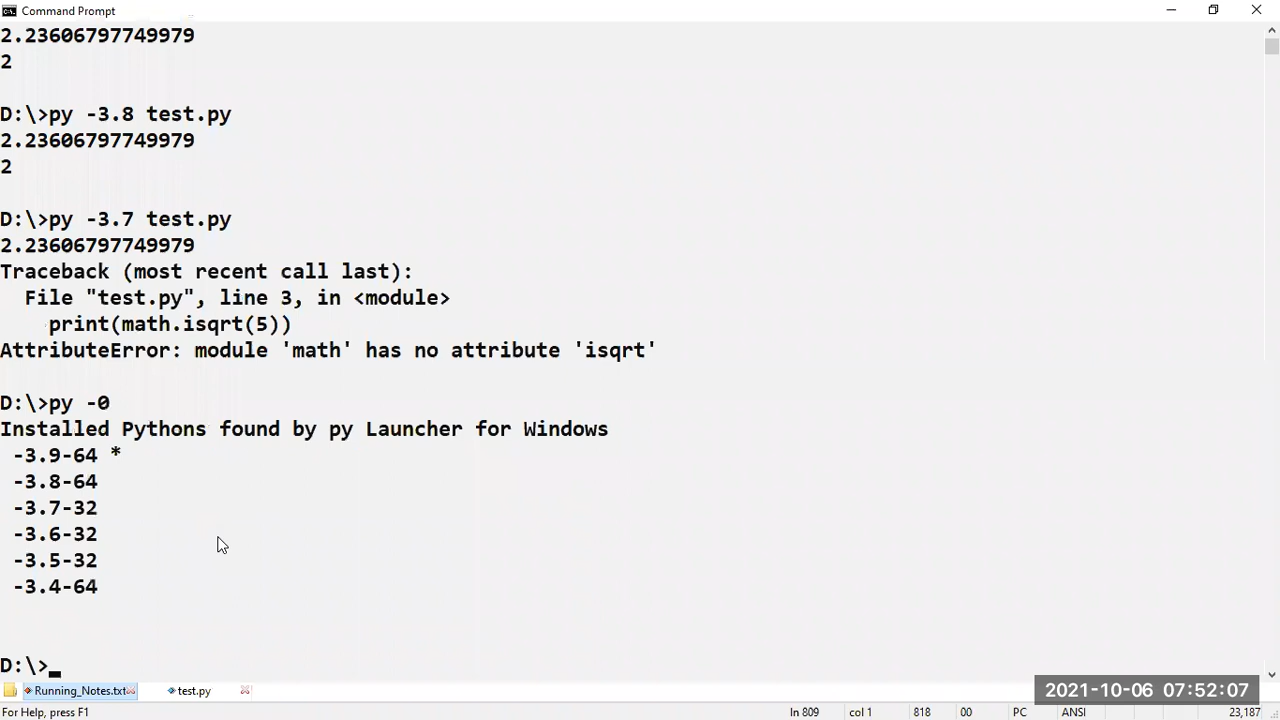 Command Prompt
2.23606797749979
2
D:\>py -3.8 test.py
2.23606797749979
2
D:\>py -3.7 test.py
2.23606797749979
Traceback (most recent call last):
  File "test.py", line 3, in <module>
    print(math.isqrt(5))
AttributeError: module 'math' has no attribute 'isqrt'
D:\>py -0
Installed Pythons found by py Launcher for Windows
 -3.9-64 *
 -3.8-64
 -3.7-32
 -3.6-32
 -3.5-32
 -3.4-64
D:\>
Running_Notes.txt test.py
2021-10-06 07:52:07
For Help, press F1 ln 809 col 1 818 00 PC ANSI 23,187